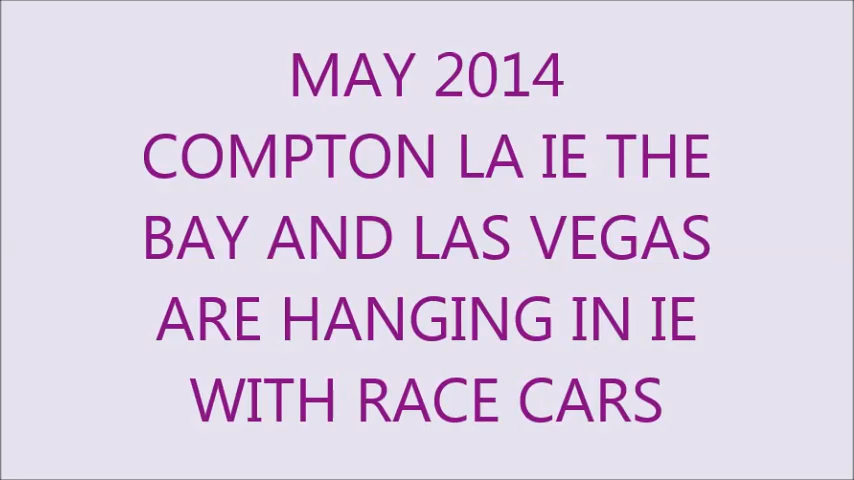 MAY 2014
COMPTON LA IE THE
BAY AND LAS VEGAS
ARE HANGING IN IE
WITH RACE CARS